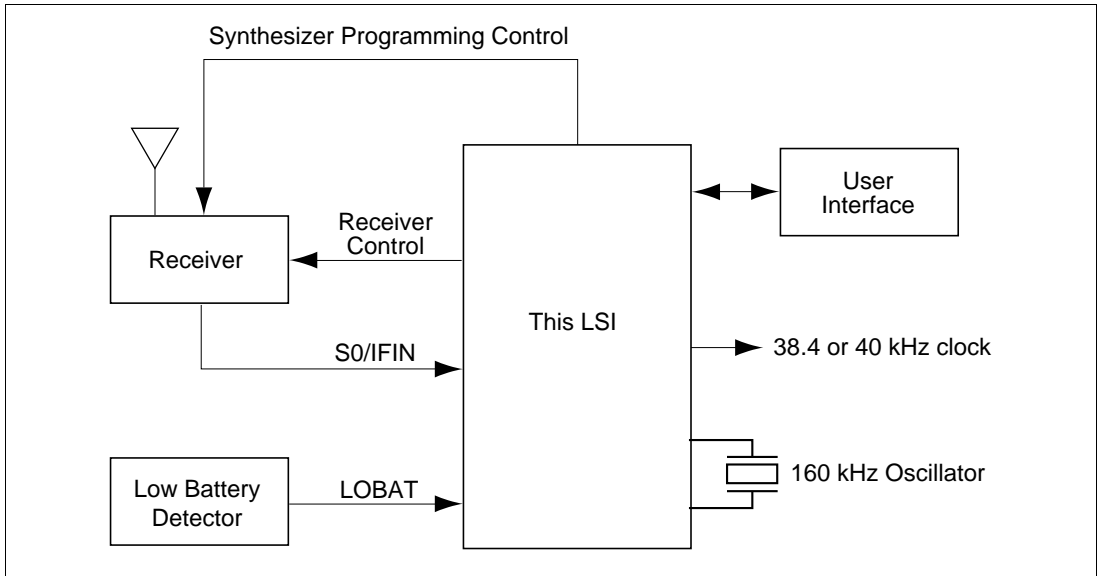 Synthesizer Programming Control
Receiver
Control
User
Interface
Receiver
This LSI
S0/IFIN
38.4 or 40 kHz clock
Low Battery
Detector
LOBAT
160 kHz Oscillator